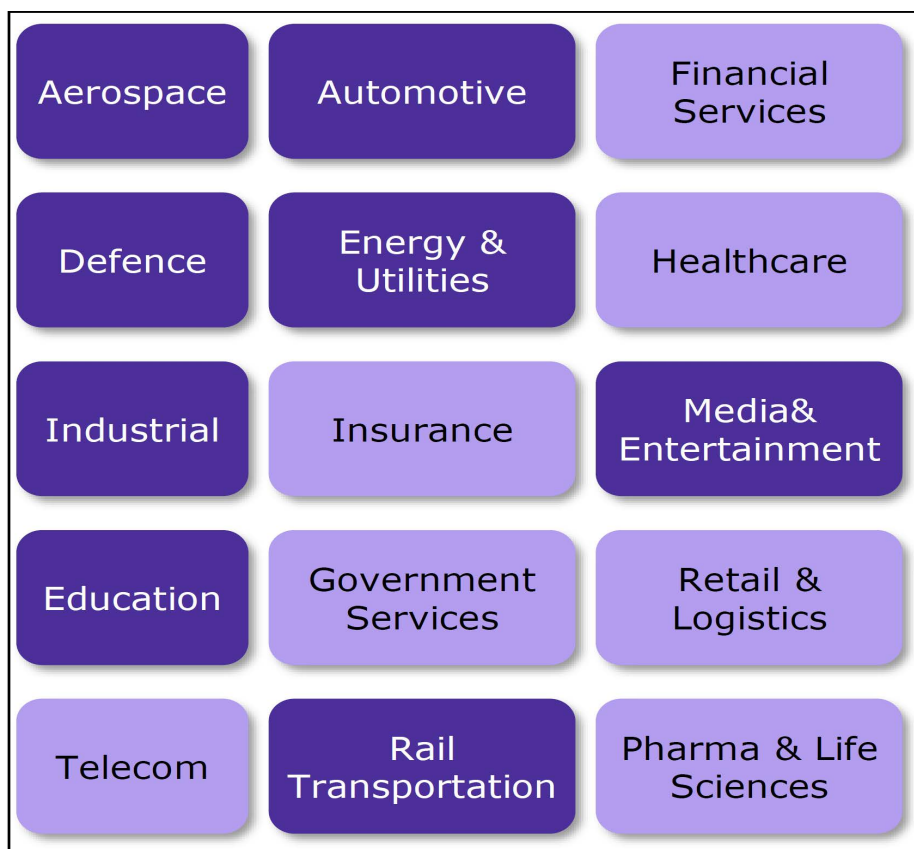 Aerospace
Automotive
Financial
Services
Defence
Energy &
Utilities
Healthcare
Industrial
Insurance
Media&
Entertainment
Education
Government
Services
Retail &
Logistics
Telecom
Rail
Transportation
Pharma & Life
Sciences